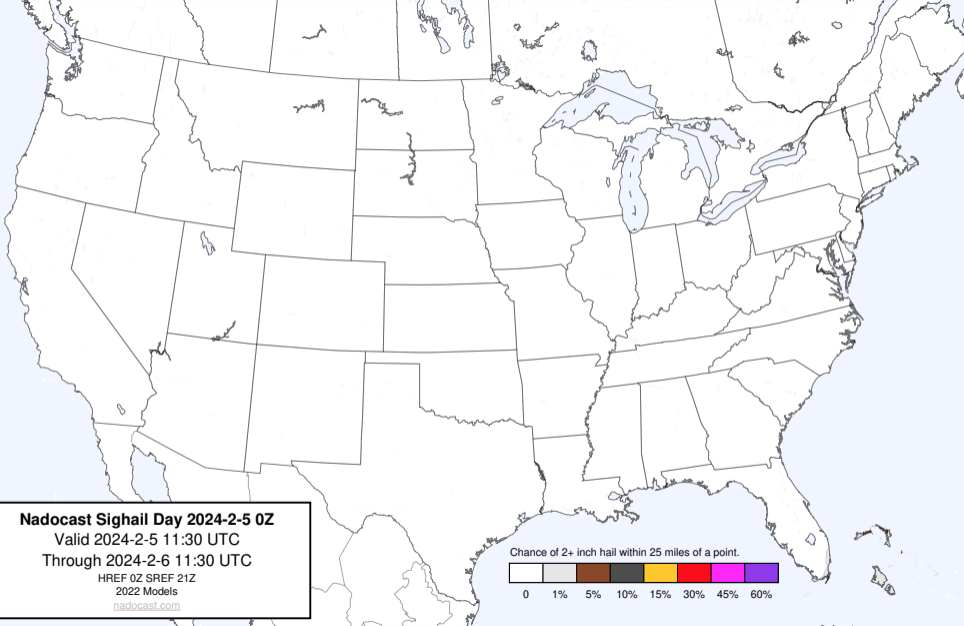 Nadocast Sighail Day 2024-2-5 0Z
Valid 2024-2-5 11:30 UTC
Through 2024-2-6 11:30 UTC
HREF 0Z SREF 21Z
2022 Models
nadocast.com
Chance of 2+ inch hail within 25 miles of a point.
0 1% 5% 10% 15% 30% 45% 60%